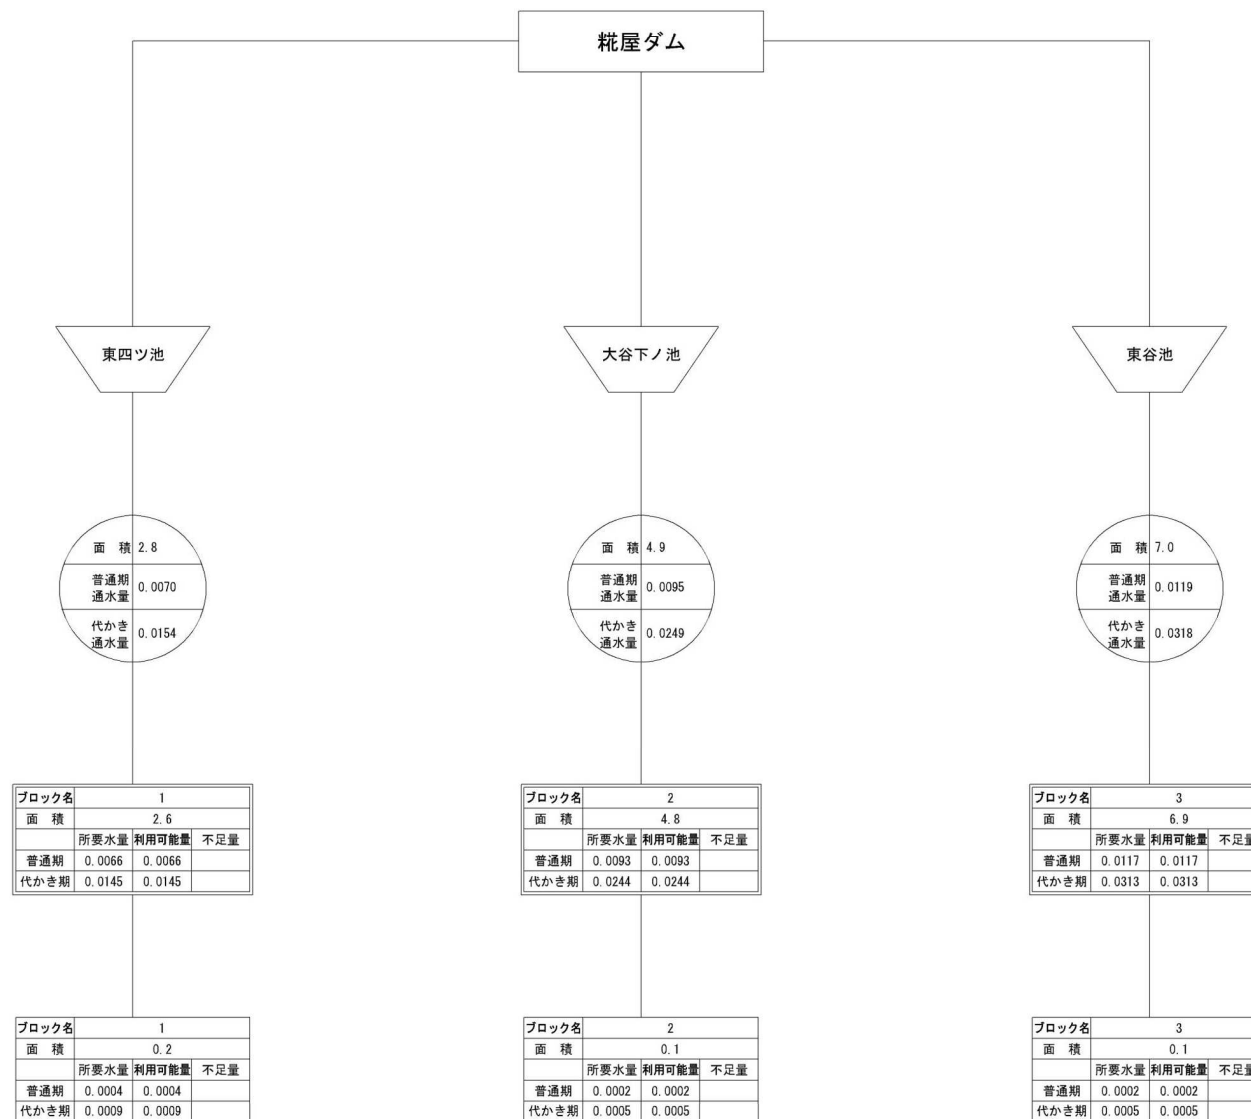 糀屋ダム
東四ツ池
大谷下ノ池
東谷池
面 積 2.8
普通期
通水量 0.0070
代かき
通水量 0.0154
面 積 4.9
普通期
通水量 0.0095
代かき
通水量 0.0249
面 積 7.0
普通期
通水量 0.0119
代かき
通水量 0.0318
ブロック名 1
面 積 2.6
所要水量 利用可能量 不足量
普通期 0.0066 0.0066
代かき期 0.0145 0.0145
ブロック名 2
面 積 4.8
所要水量 利用可能量 不足量
普通期 0.0093 0.0093
代かき期 0.0244 0.0244
ブロック名 3
面 積 6.9
所要水量 利用可能量 不足量
普通期 0.0117 0.0117
代かき期 0.0313 0.0313
ブロック名 1
面 積 0.2
所要水量 利用可能量 不足量
普通期 0.0004 0.0004
代かき期 0.0009 0.0009
ブロック名 2
面 積 0.1
所要水量 利用可能量 不足量
普通期 0.0002 0.0002
代かき期 0.0005 0.0005
ブロック名 3
面 積 0.1
所要水量 利用可能量 不足量
普通期 0.0002 0.0002
代かき期 0.0005 0.0005